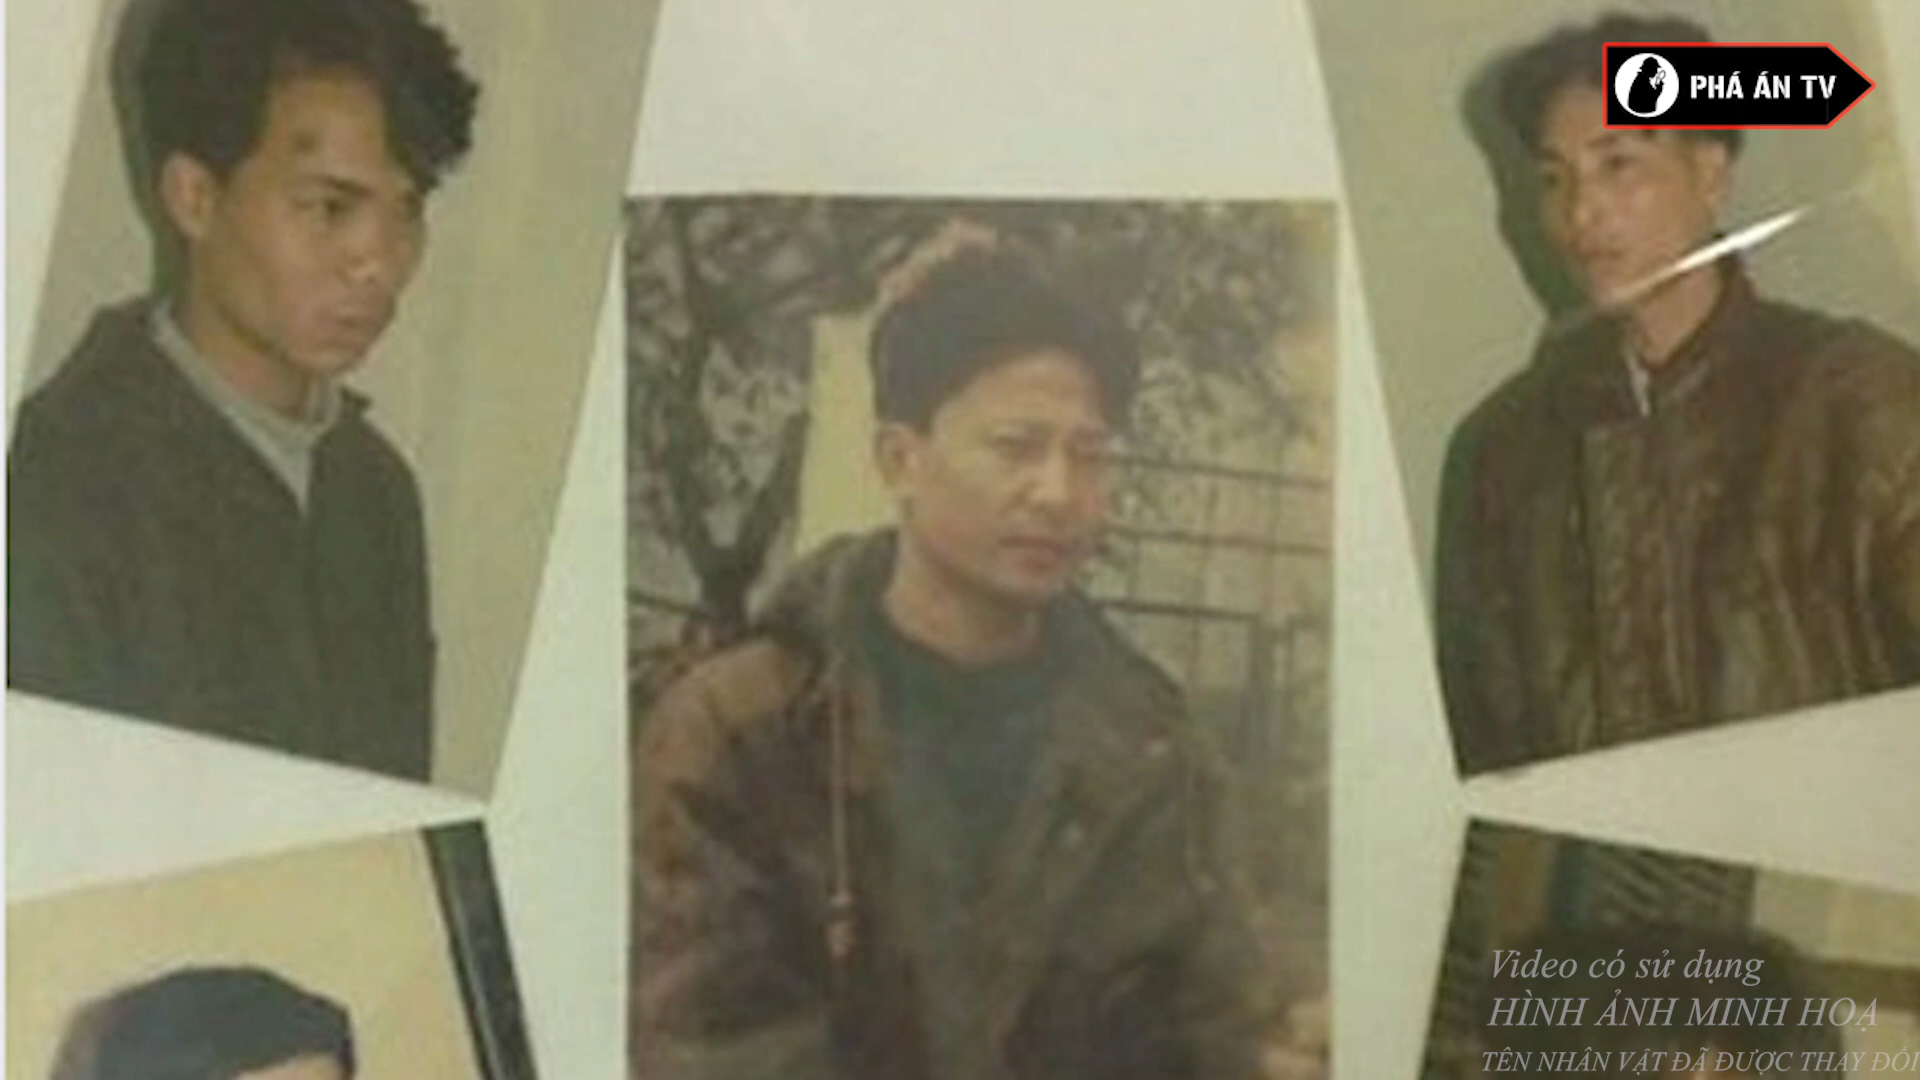 PHÁ ÁN TV
Video có sử dụng
HÌNH ẢNH MINH HOẠ
TÊN NHÂN VẬT ĐÃ ĐƯỢC THAY ĐỔI